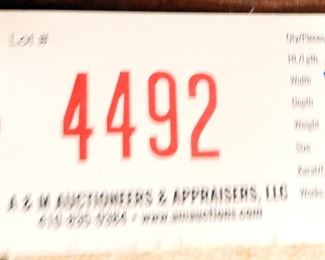 Lot #
4492
A & M AUCTIONEERS & APPRAISERS, LLC
www.amauctions.com
Qty/Pieces
Ht./Lgth
Width
Depth
Weight
Size